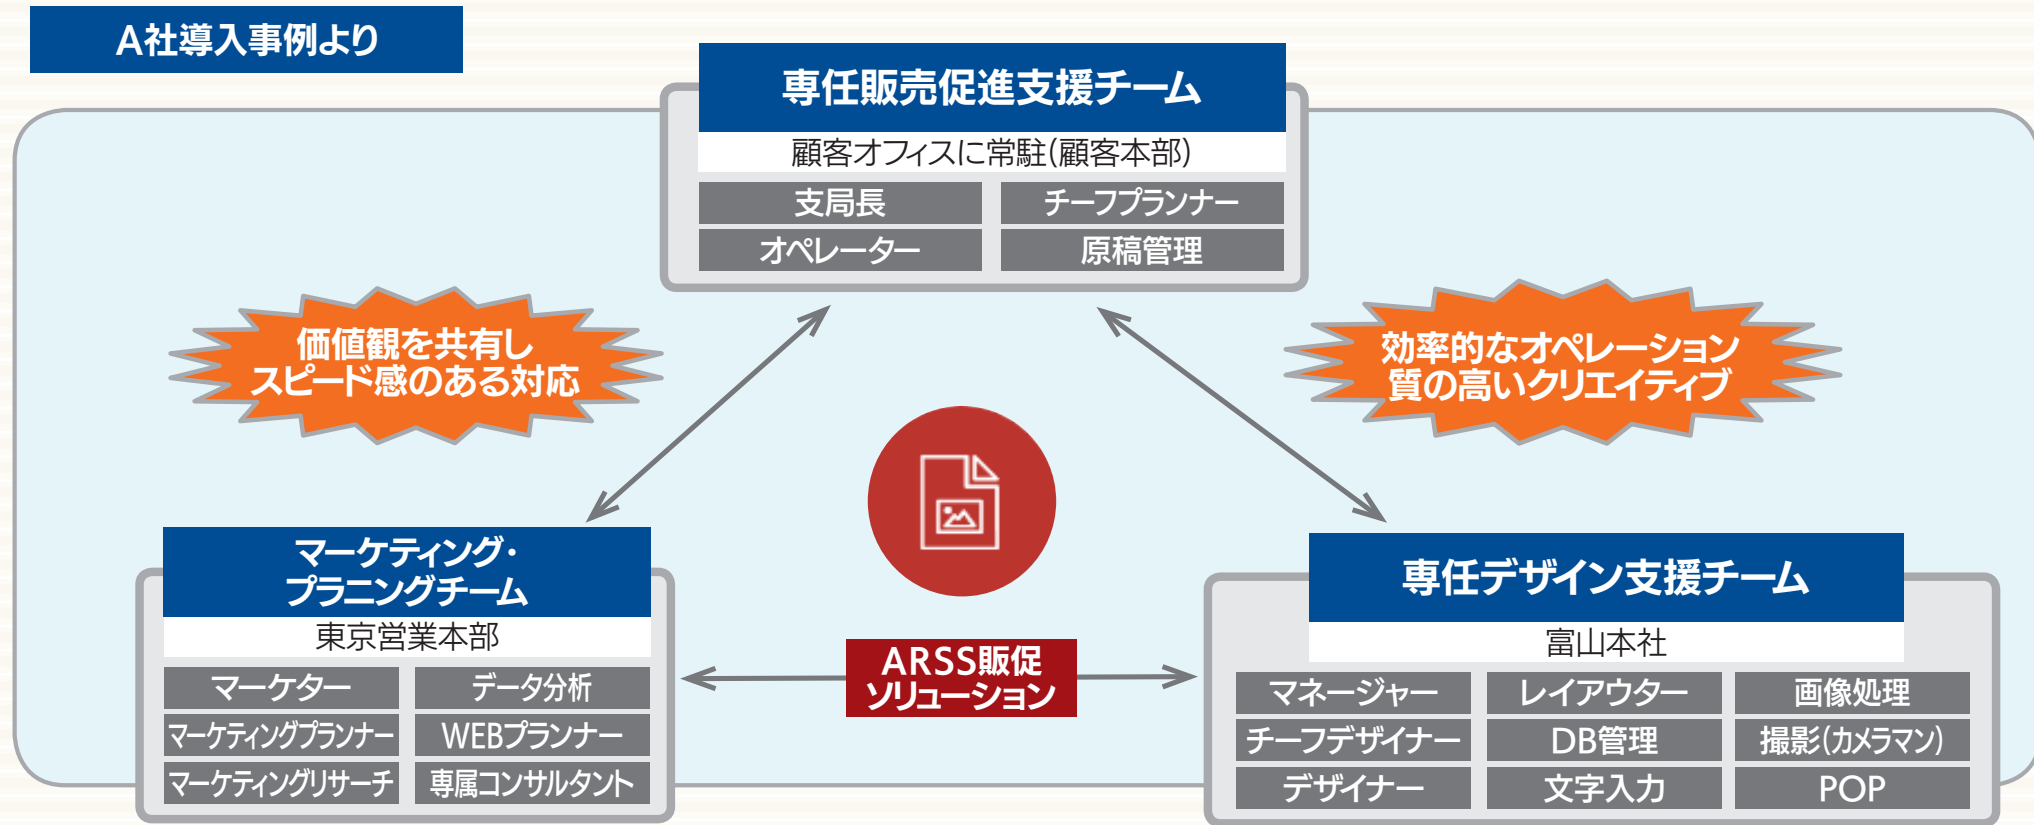 A社導入事例より
専任販売促進支援チーム
顧客オフィスに常駐(顧客本部)
支局長
チーフプランナー
オペレーター
原稿管理
価値観を共有し
スピード感のある対応
効率的なオペレーション
質の高いクリエイティブ
マーケティング・
プラニングチーム
東京営業本部
マーケター
データ分析
マーケティングプランナー
WEBプランナー
マーケティングリサーチ
専属コンサルタント
ARSS販促
ソリューション
専任デザイン支援チーム
富山本社
マネージャー
レイアウター
画像処理
チーフデザイナー
DB管理
撮影(カメラマン)
デザイナー
文字入力
POP